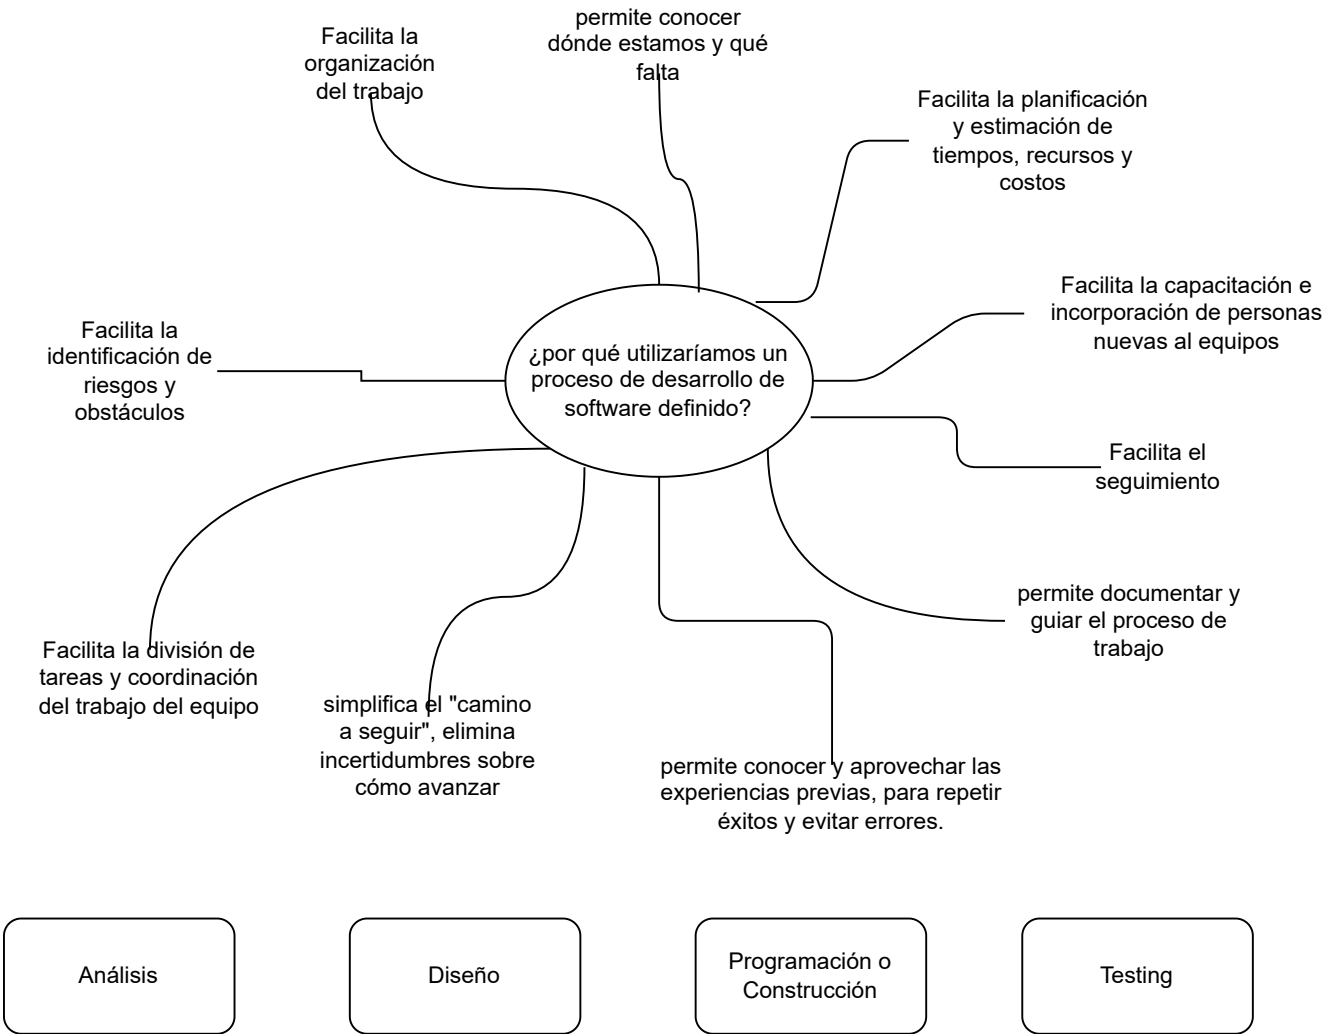 permite conocer
dónde estamos y qué
falta
Facilita la
organización
del trabajo
Facilita la planificación
y estimación de
tiempos, recursos y
costos
Facilita la capacitación e
incorporación de personas
nuevas al equipos
Facilita la
identificación de
riesgos y
obstáculos
¿por qué utilizaríamos un
proceso de desarrollo de
software definido?
Facilita el
seguimiento
permite documentar y
guiar el proceso de
trabajo
Facilita la división de
tareas y coordinación
del trabajo del equipo
simplifica el "camino
a seguir", elimina
incertidumbres sobre
cómo avanzar
permite conocer y aprovechar las
experiencias previas, para repetir
éxitos y evitar errores.
Análisis
Diseño
Programación o
Construcción
Testing